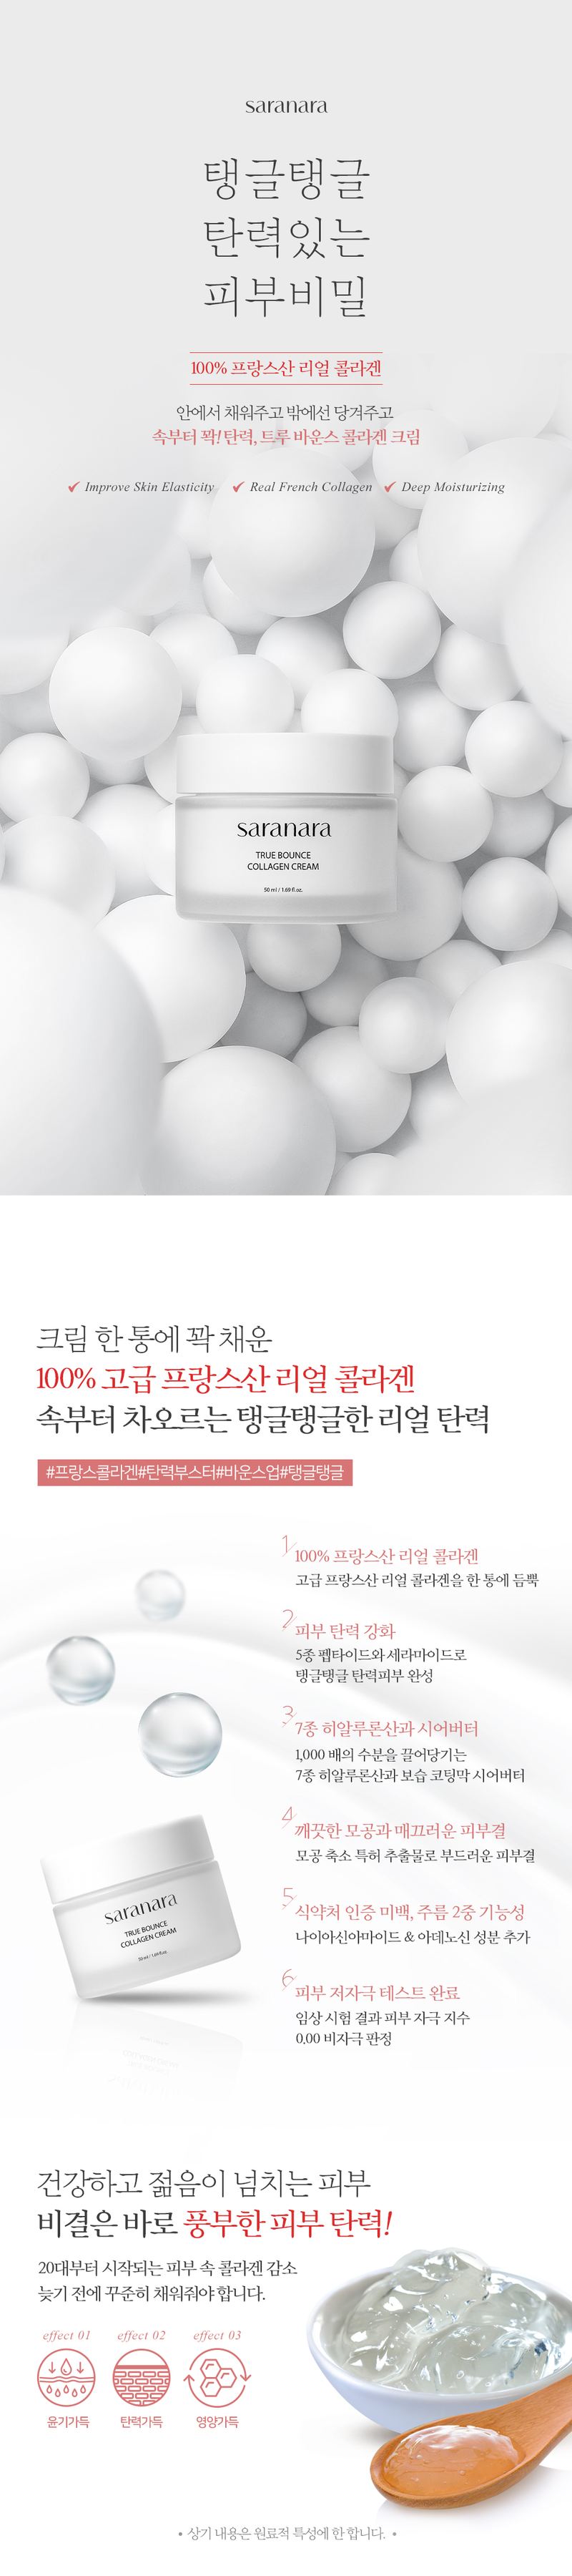 saranara
탱글탱글
탄력있는
피부비밀
100% 프랑스산 리얼 콜라겐
안에서 채워주고 밖에선 당겨주고
속부터 꽉! 탄력, 트루 바운스 콜라겐 크림
Improve Skin Elasticity Real French Collagen Deep Moisturizing
saranara
TRUE BOUNCE
COLLAGEN CREAM
50 ml / 1.69 fl.oz.
크림 한 통에 꽉 채운
100% 고급 프랑스산 리얼 콜라겐
속부터 차오르는 탱글탱글한 리얼 탄력
#프랑스콜라겐#탄력부스터#바운스업#탱글탱글
1
100% 프랑스산 리얼 콜라겐
고급 프랑스산 리얼 콜라겐을 한 통에 듬뿍
2
피부 탄력 강화
5종 펩타이드와 세라마이드로
탱글탱글 탄력피부 완성
3
7종 히알루론산과 시어버터
1,000 배의 수분을 끌어당기는
7종 히알루론산과 보습 코팅막 시어버터
4
깨끗한 모공과 매끄러운 피부결
모공 축소 특허 추출물로 부드러운 피부결
5
식약처 인증 미백, 주름 2중 기능성
나이아신아마이드 & 아데노신 성분 추가
6
피부 저자극 테스트 완료
임상 시험 결과 피부 자극 지수
0.00 비자극 판정
saranara
TRUE BOUNCE
COLLAGEN CREAM
50 ml / 1.69 fl.oz.
건강하고 젊음이 넘치는 피부
비결은 바로 풍부한 피부 탄력!
20대부터 시작되는 피부 속 콜라겐 감소
늦기 전에 꾸준히 채워줘야 합니다.
effect 01 effect 02 effect 03
윤기가득 탄력가득 영양가득
• 상기 내용은 원료적 특성에 한 합니다. •